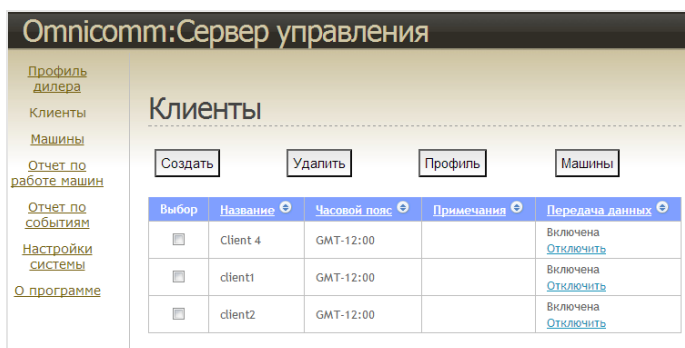 Omnicomm:Сервер управления
Профиль
дилера
Клиенты
Машины
Отчет по
работе машин
Отчет по
событиям
Настройки
системы
О программе
Клиенты
Создать Удалить Профиль Машины
Выбор Название Часовой пояс Примечания Передача данных
Client 4 GMT-12:00 Включена
Отключить
client1 GMT-12:00 Включена
Отключить
client2 GMT-12:00 Включена
Отключить